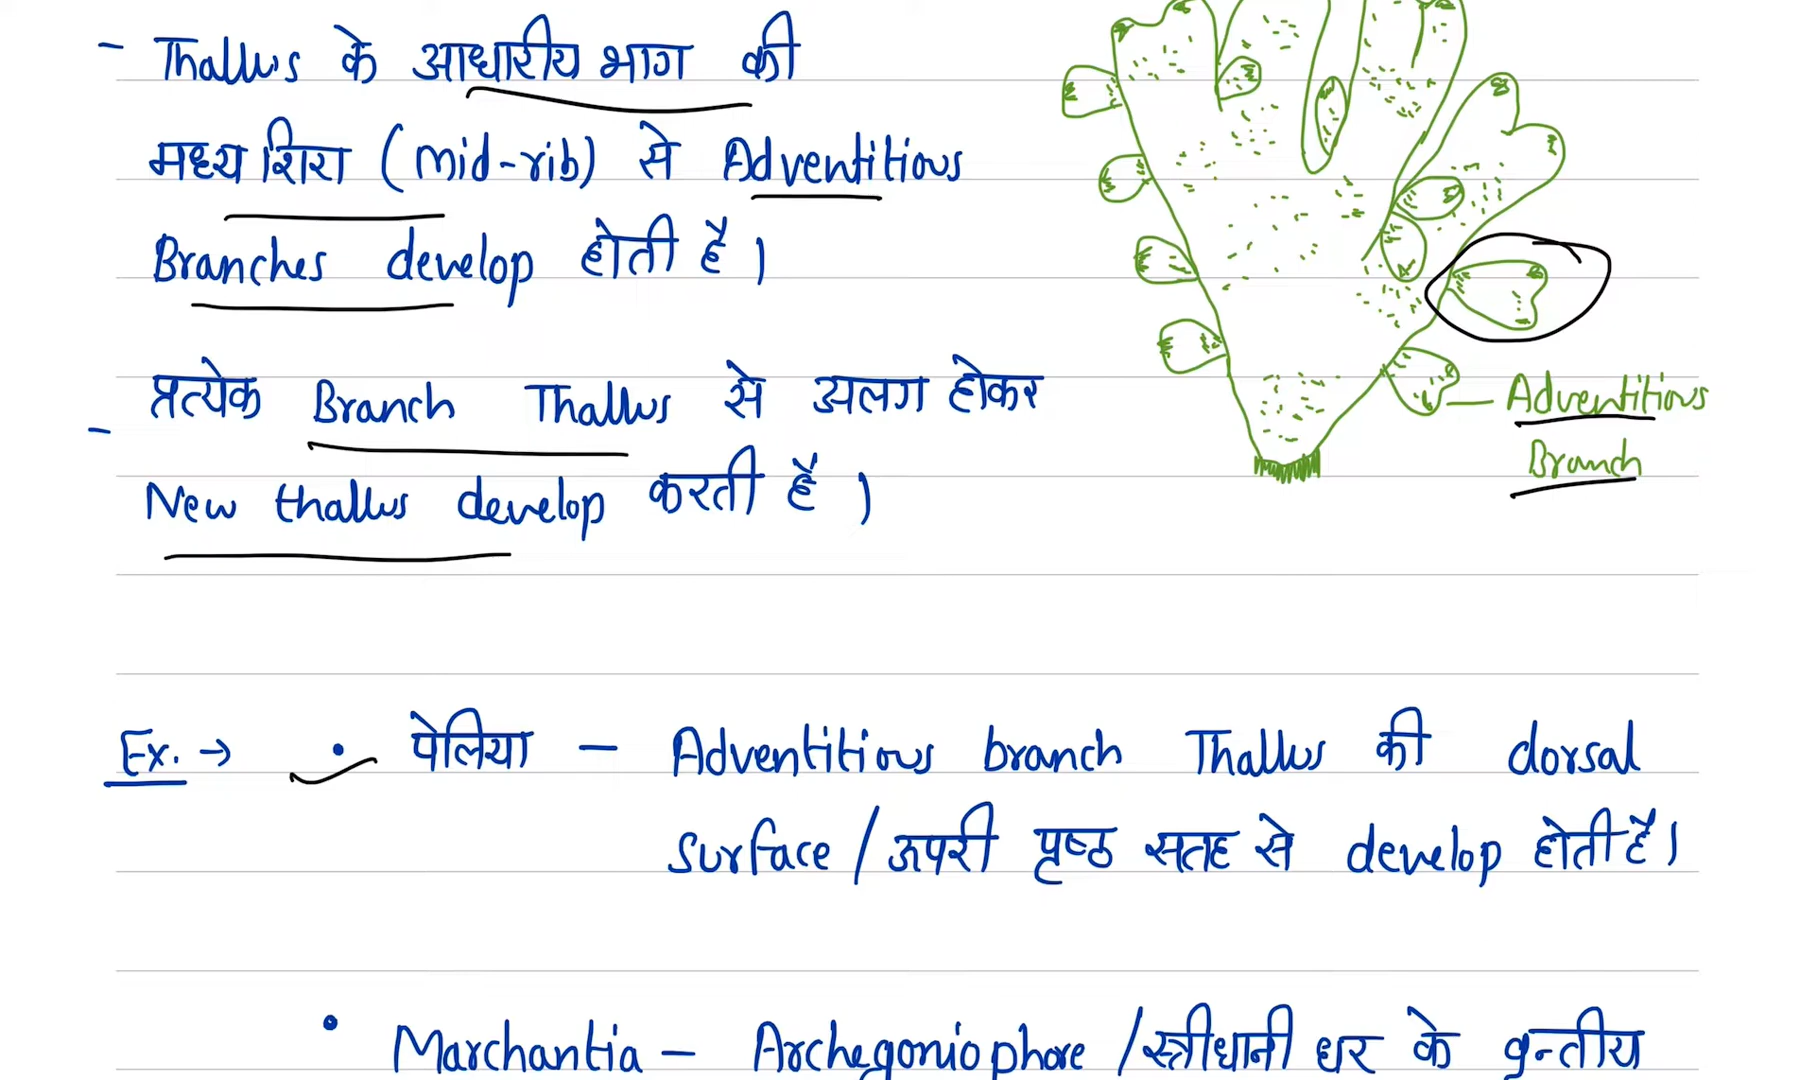 - Thallus के आधारीय भाग की
मध्य शिरा (mid-rib) से Adventitious
Branches develop होती है।
- प्रत्येक Branch Thallus से अलग होकर
New thallus develop करती है।
Adventitious
Branch
Ex. → • पेलिया - Adventitious branch Thallus की dorsal
surface / ऊपरी पृष्ठ सतह से develop होती है।
• Marchantia - Archegoniophore / स्त्रीधानी धर के वृन्तीय